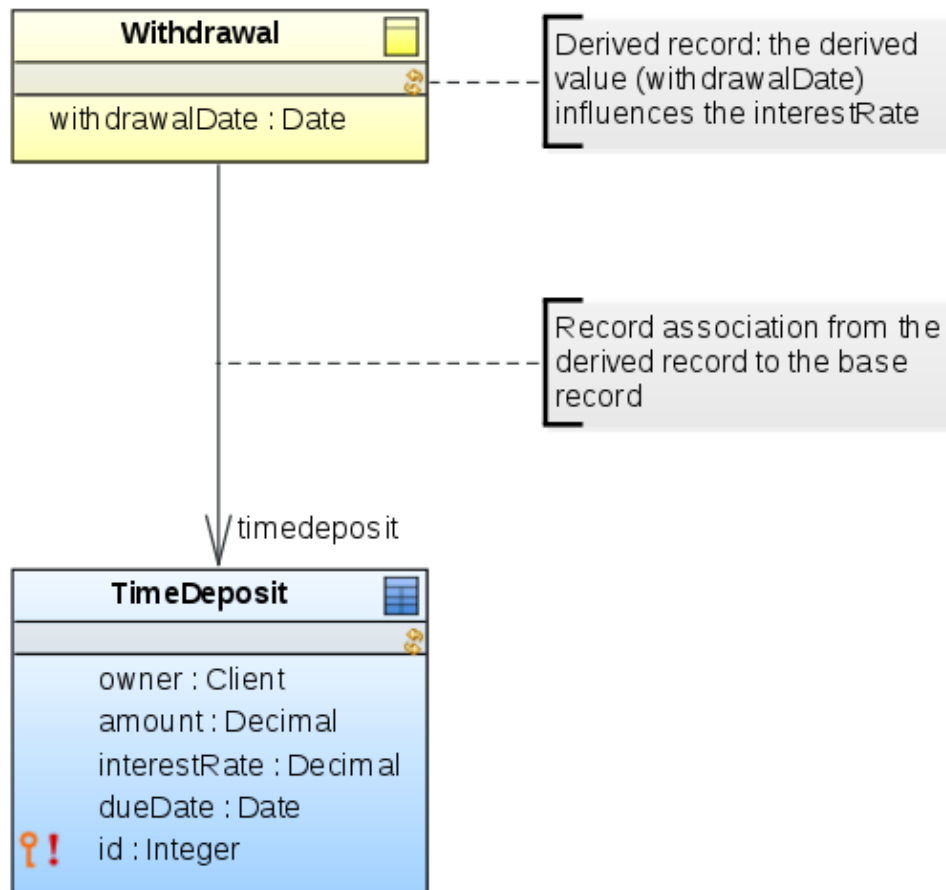 Withdrawal
withdrawalDate : Date
Derived record: the derived
value (withdrawalDate)
influences the interestRate
Record association from the
derived record to the base
record
timedeposit
TimeDeposit
owner : Client
amount : Decimal
interestRate : Decimal
dueDate : Date
! id : Integer